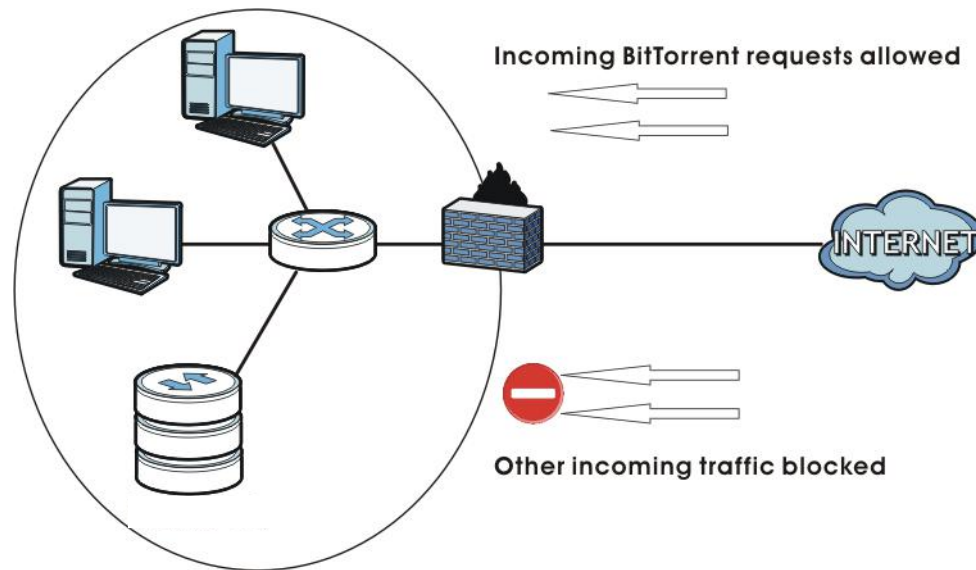 Incoming BitTorrent requests allowed
INTERNET
Other incoming traffic blocked